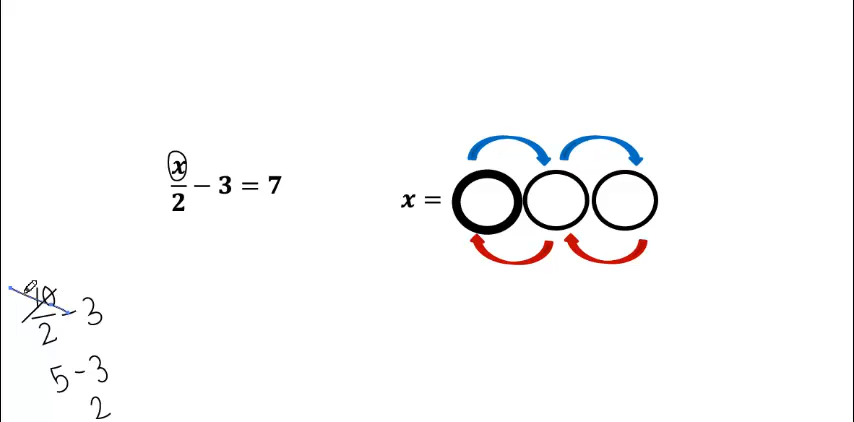 x/2 − 3 = 7
x =
10/2 - 3
5 - 3
2